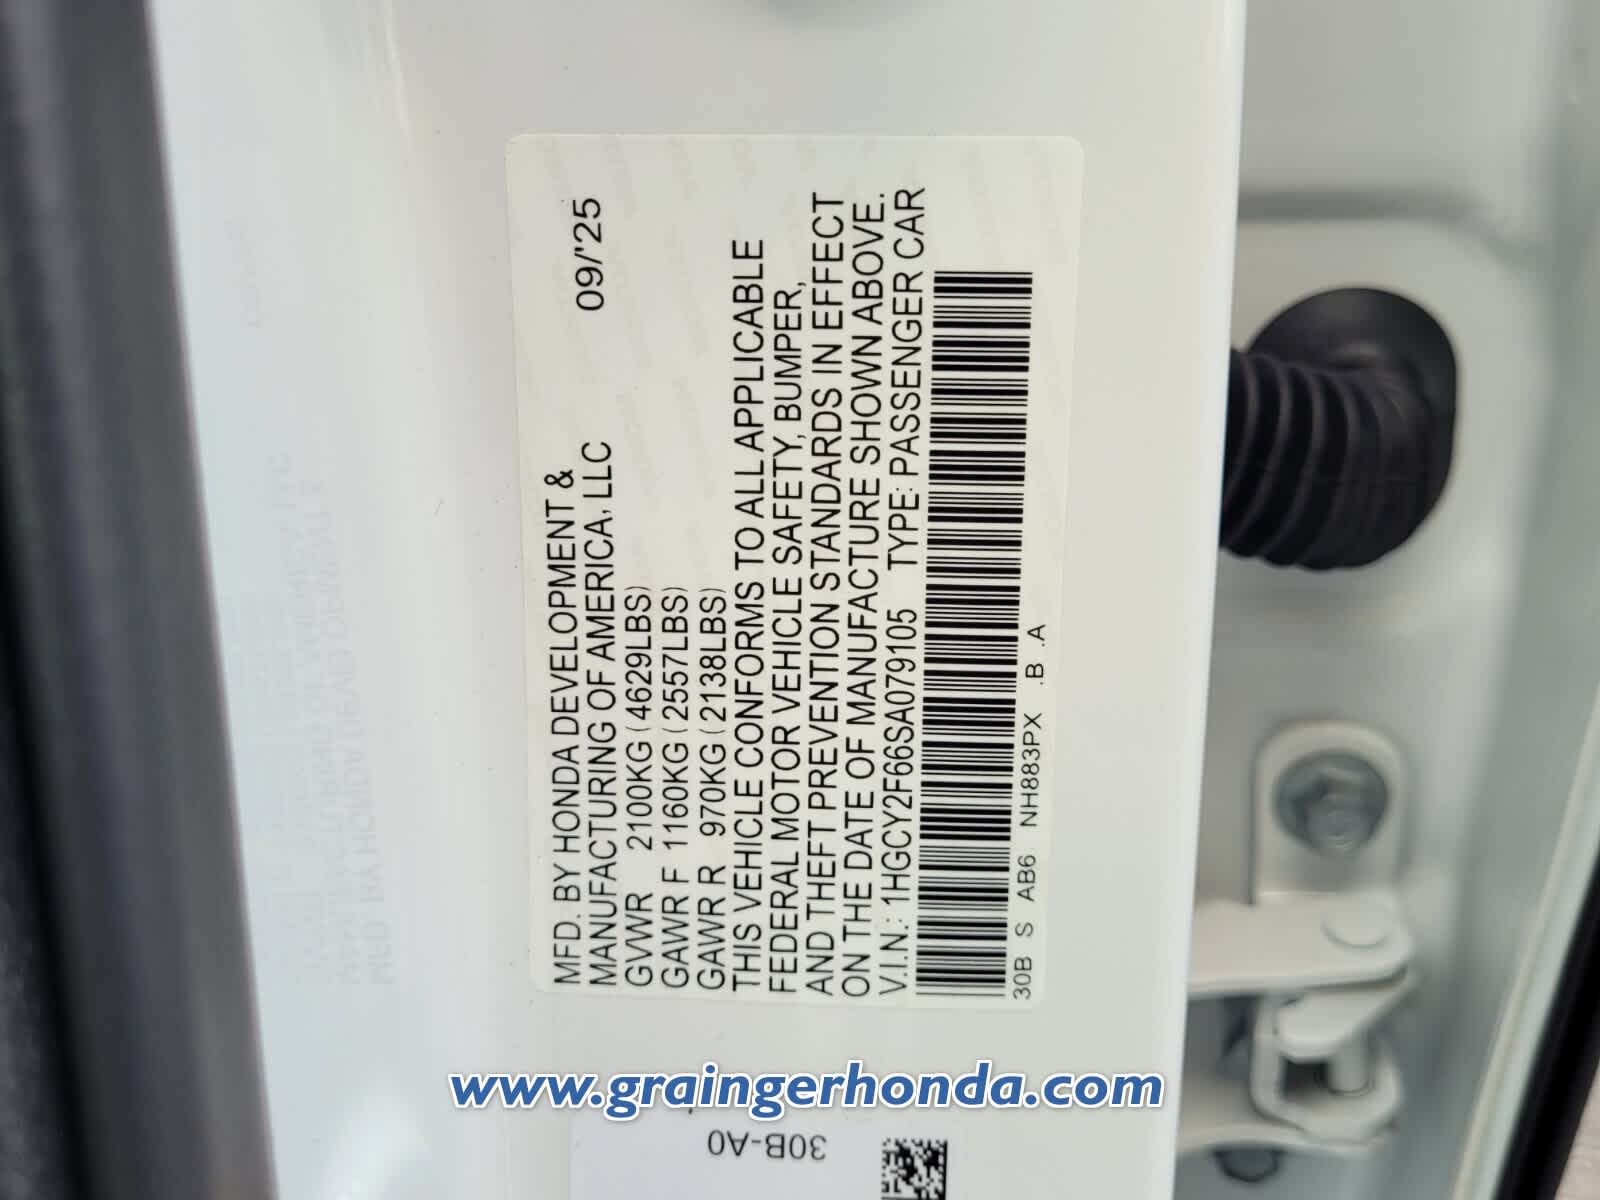 MFD. BY HONDA DEVELOPMENT &
MANUFACTURING OF AMERICA, LLC 09/'25
GVWR 2100KG (4629LBS)
GAWR F 1160KG (2557LBS)
GAWR R 970KG (2138LBS)
THIS VEHICLE CONFORMS TO ALL APPLICABLE
FEDERAL MOTOR VEHICLE SAFETY, BUMPER,
AND THEFT PREVENTION STANDARDS IN EFFECT
ON THE DATE OF MANUFACTURE SHOWN ABOVE.
V.I.N.: 1HGCY2F66SA079105 TYPE: PASSENGER CAR
30B S AB6 NH883PX .B .A
www.graingerhonda.com
30B-A0